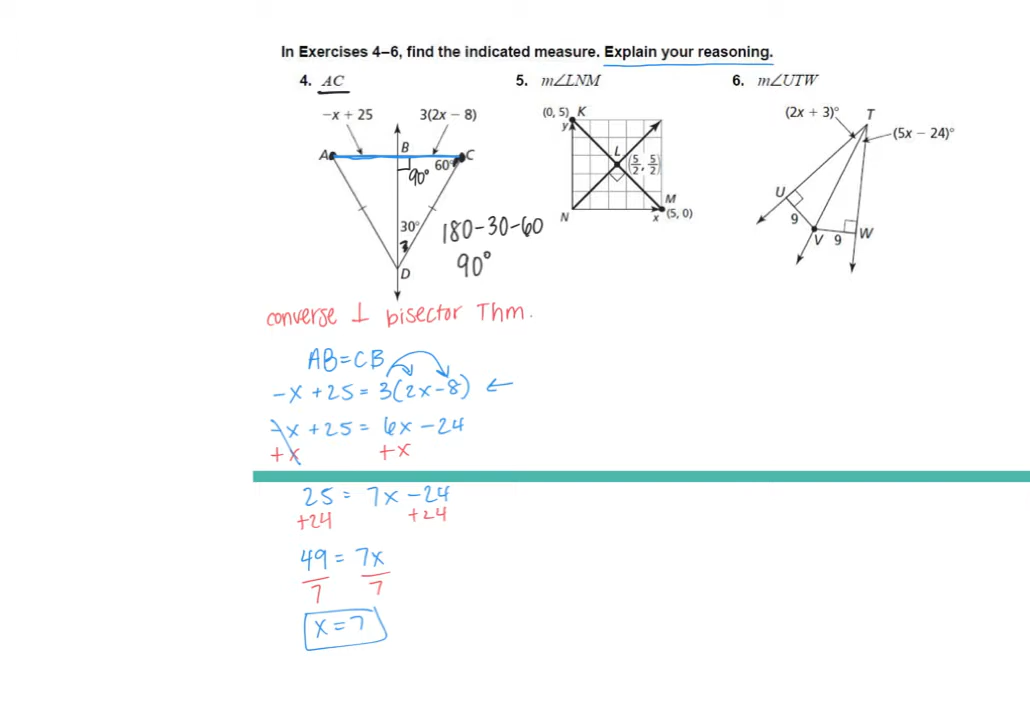 In Exercises 4–6, find the indicated measure. Explain your reasoning.
4. AC
5. m∠LNM
6. m∠UTW
−x + 25
3(2x − 8)
A
B
C
60°
90°
30°
D
180-30-60
90°
(0, 5) K
y
L
(5/2, 5/2)
M
(5, 0)
N
x
(2x + 3)°
T
(5x − 24)°
U
9
V
9
W
converse ⊥ bisector Thm.
AB=CB
-x +25 = 3(2x-8) ←
-x +25 = 6x -24
+x +x
25 = 7x -24
+24 +24
49 = 7x
7 7
x=7